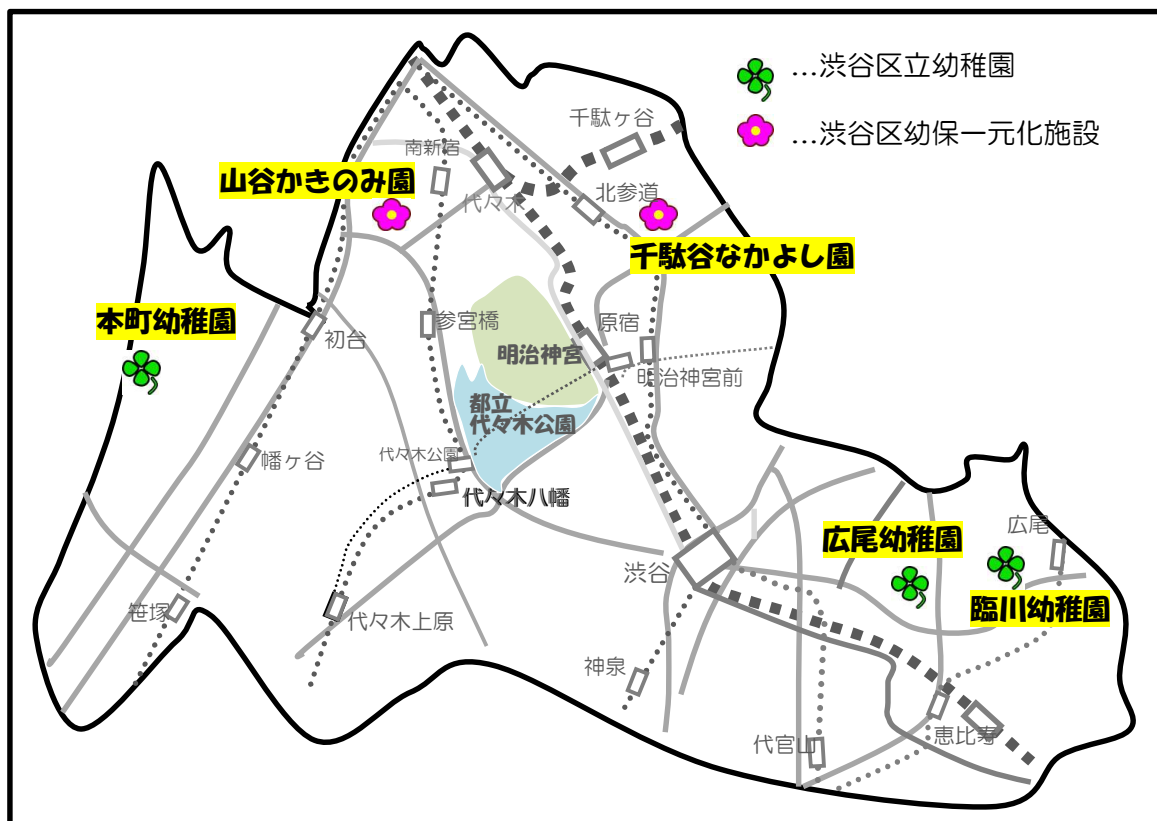 …渋谷区立幼稚園
…渋谷区幼保一元化施設
千駄ヶ谷
南新宿
山谷かきのみ園
代々木
北参道
千駄谷なかよし園
本町幼稚園
初台
参宮橋
原宿
明治神宮
明治神宮前
都立
代々木公園
代々木公園
幡ヶ谷
代々木八幡
広尾
広尾幼稚園
渋谷
臨川幼稚園
笹塚
代々木上原
神泉
代官山
恵比寿